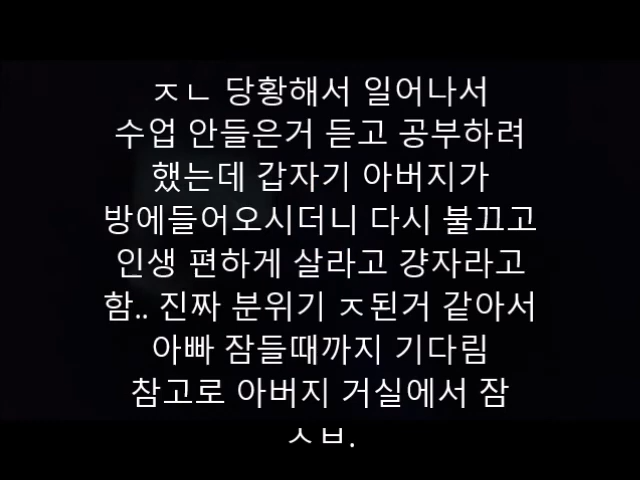 ㅈㄴ 당황해서 일어나서
수업 안들은거 듣고 공부하려
했는데 갑자기 아버지가
방에들어오시더니 다시 불끄고
인생 편하게 살라고 걍자라고
함.. 진짜 분위기 ㅈ된거 같아서
아빠 잠들때까지 기다림
참고로 아버지 거실에서 잠
ㅅㅂ.